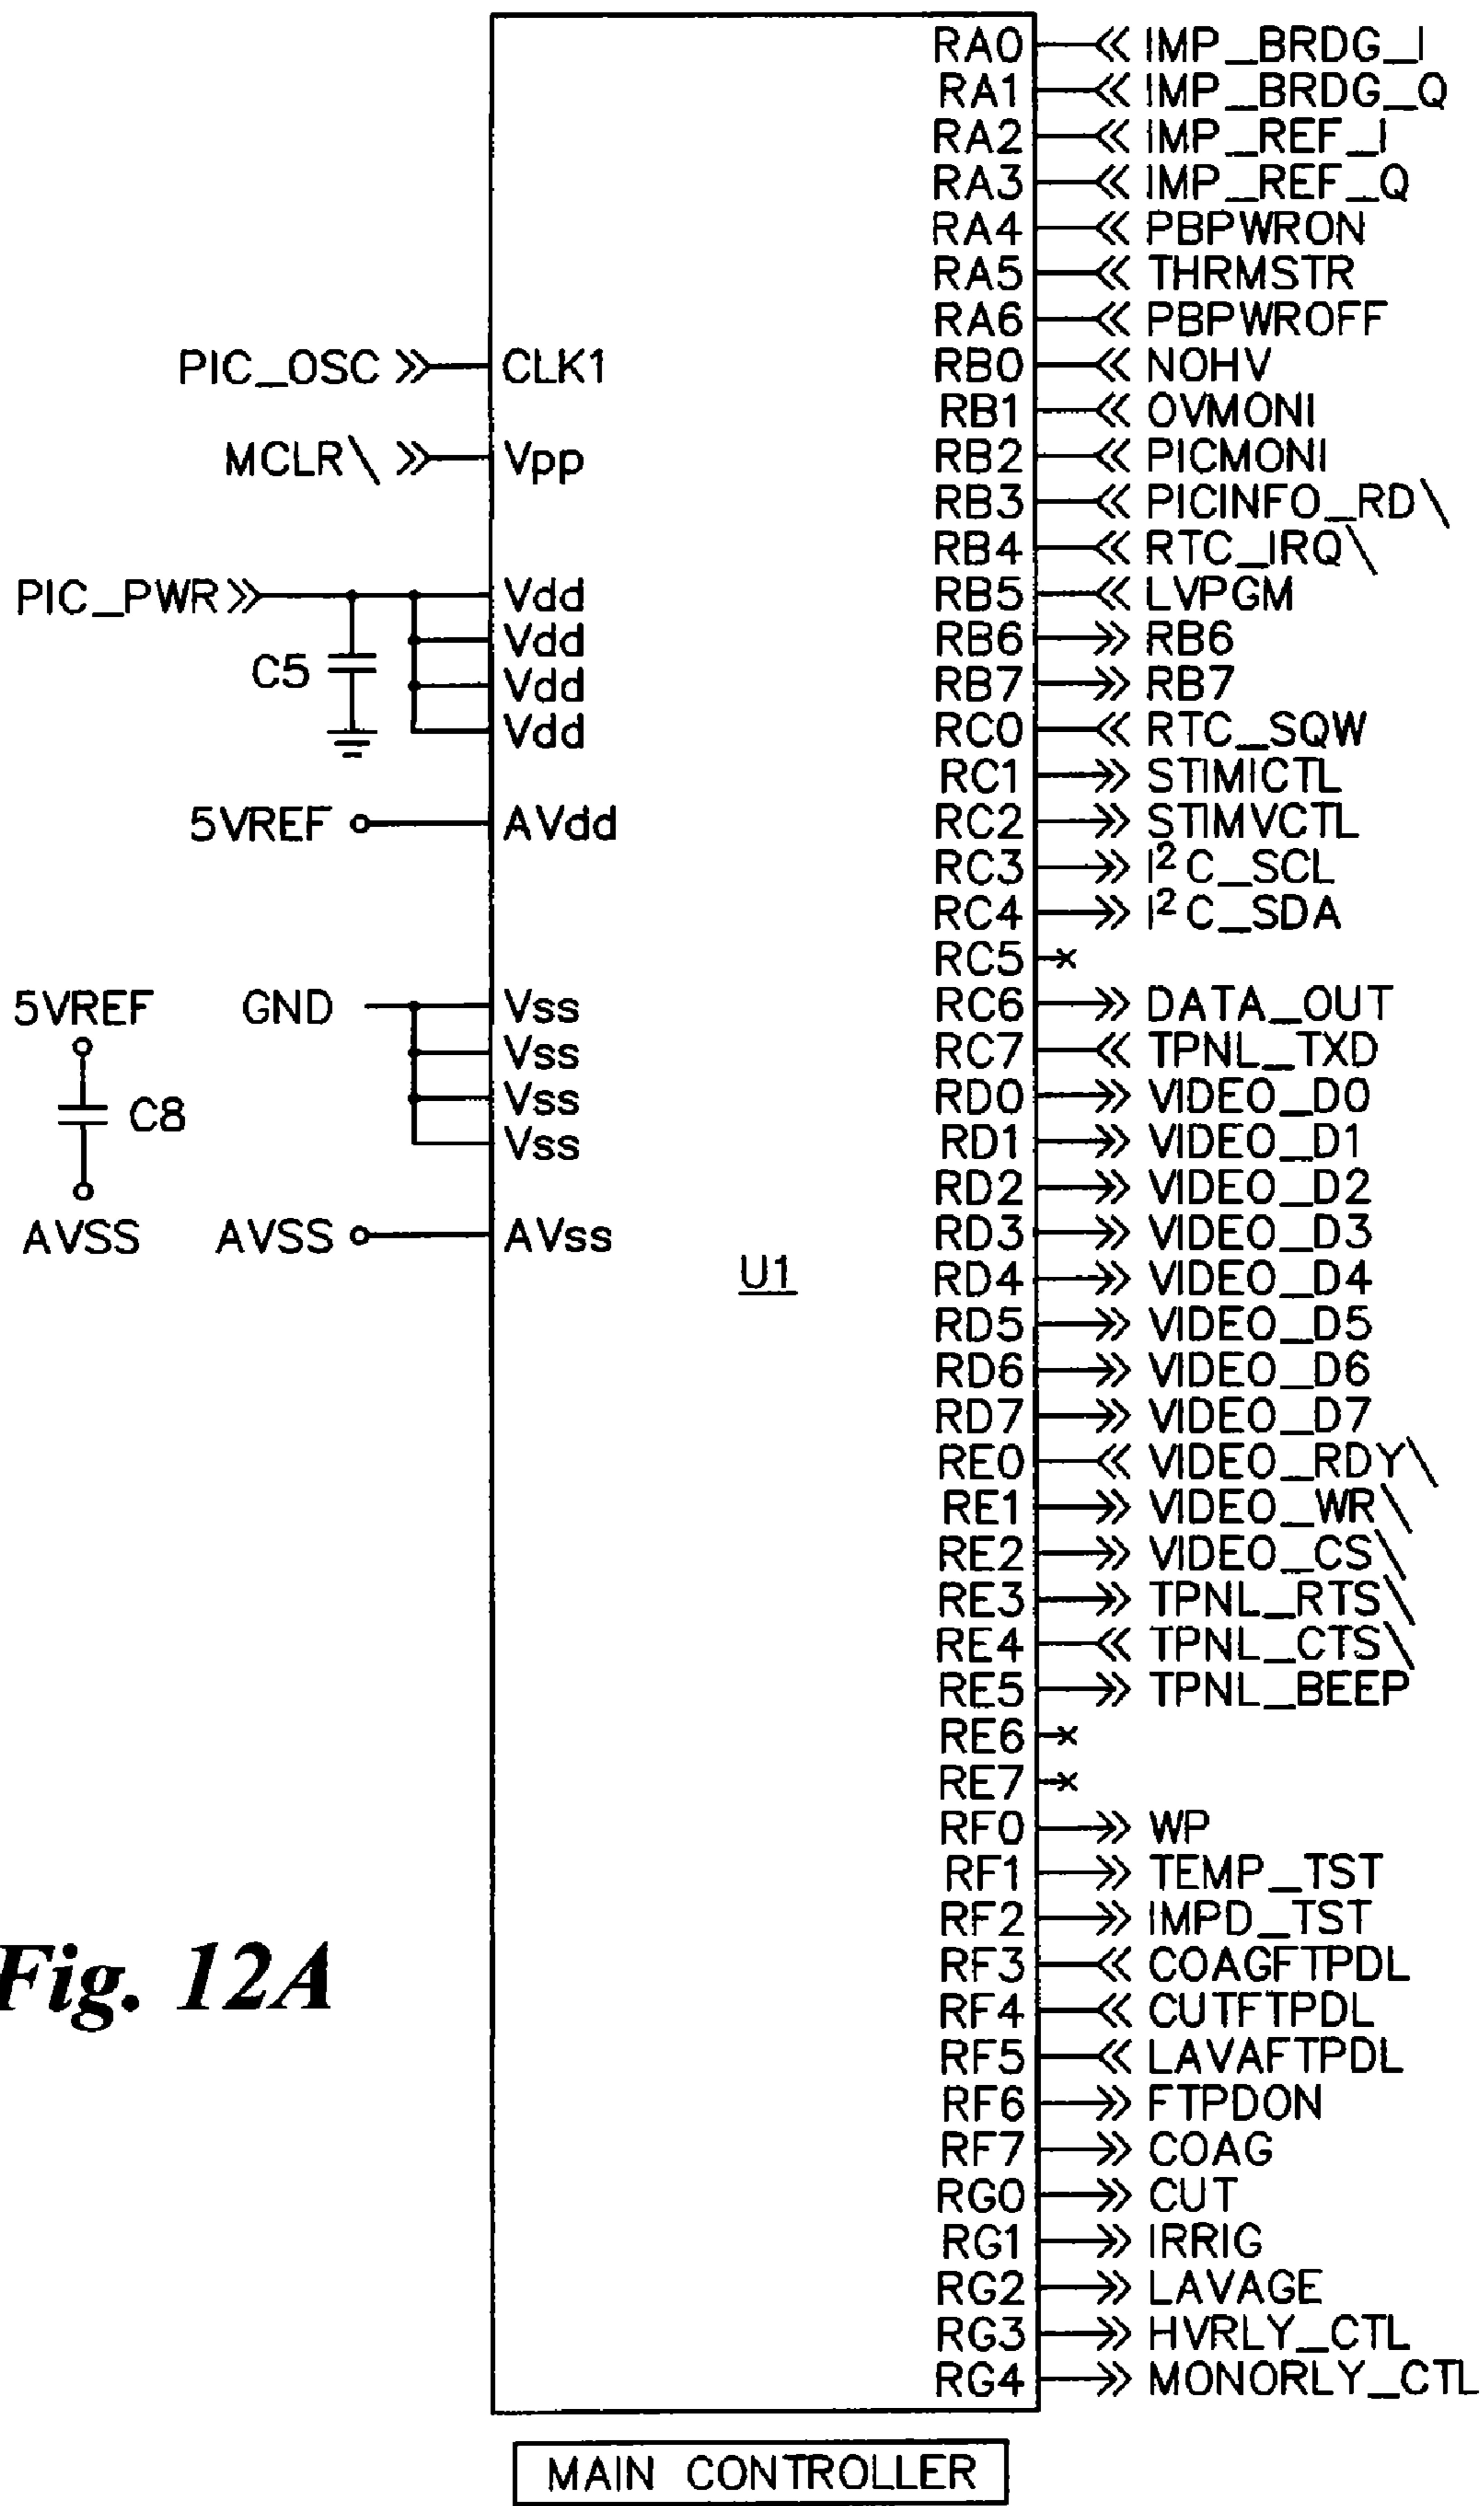 RA0 IMP_BRDG_I
RA1 IMP_BRDG_Q
RA2 IMP_REF_I
RA3 IMP_REF_Q
RA4 PBPWRON
RA5 THRMSTR
RA6 PBPWROFF
PIC_OSC CLK1 RB0 NOHV
RB1 OVMONI
MCLR\ Vpp RB2 PICMONI
RB3 PICINFO_RD\
RB4 RTC_IRQ\
PIC_PWR Vdd RB5 LVPGM
Vdd RB6 RB6
C5 Vdd RB7 RB7
Vdd RC0 RTC_SQW
RC1 STIMICTL
5VREF AVdd RC2 STIMVCTL
RC3 I²C_SCL
RC4 I²C_SDA
RC5
5VREF GND Vss RC6 DATA_OUT
Vss RC7 TPNL_TXD
C8 Vss RD0 VIDEO_D0
Vss RD1 VIDEO_D1
RD2 VIDEO_D2
AVSS AVSS AVss RD3 VIDEO_D3
U1 RD4 VIDEO_D4
RD5 VIDEO_D5
RD6 VIDEO_D6
RD7 VIDEO_D7
RE0 VIDEO_RDY\
RE1 VIDEO_WR\
RE2 VIDEO_CS\
RE3 TPNL_RTS\
RE4 TPNL_CTS\
RE5 TPNL_BEEP
RE6
RE7
RF0 WP
RF1 TEMP_TST
RF2 IMPD_TST
Fig. 12A RF3 COAGFTPDL
RF4 CUTFTPDL
RF5 LAVAFTPDL
RF6 FTPDON
RF7 COAG
RG0 CUT
RG1 IRRIG
RG2 LAVAGE
RG3 HVRLY_CTL
RG4 MONORLY_CTL
MAIN CONTROLLER